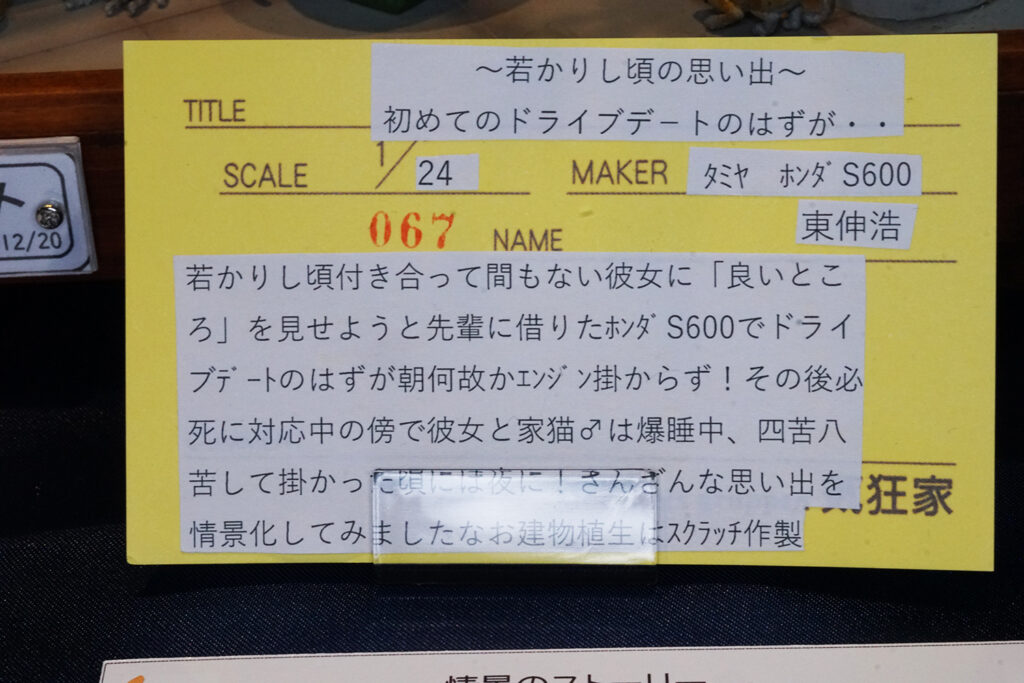 ～若かりし頃の思い出～
TITLE
初めてのドライブデートのはずが・・
SCALE 1/24 MAKER ﾀﾐﾔ ﾎﾝﾀﾞ S600
067 NAME 東伸浩
若かりし頃付き合って間もない彼女に「良いとこ
ろ」を見せようと先輩に借りたﾎﾝﾀﾞ S600でドライ
ブﾃﾞｰﾄのはずが朝何故かｴﾝｼﾞﾝ掛からず！その後必
死に対応中の傍で彼女と家猫♂は爆睡中、四苦八
苦して掛かった頃には夜に！さんざんな思い出を
情景化してみましたなお建物植生はｽｸﾗｯﾁ作製
狂家
12/20
情景のストーリー